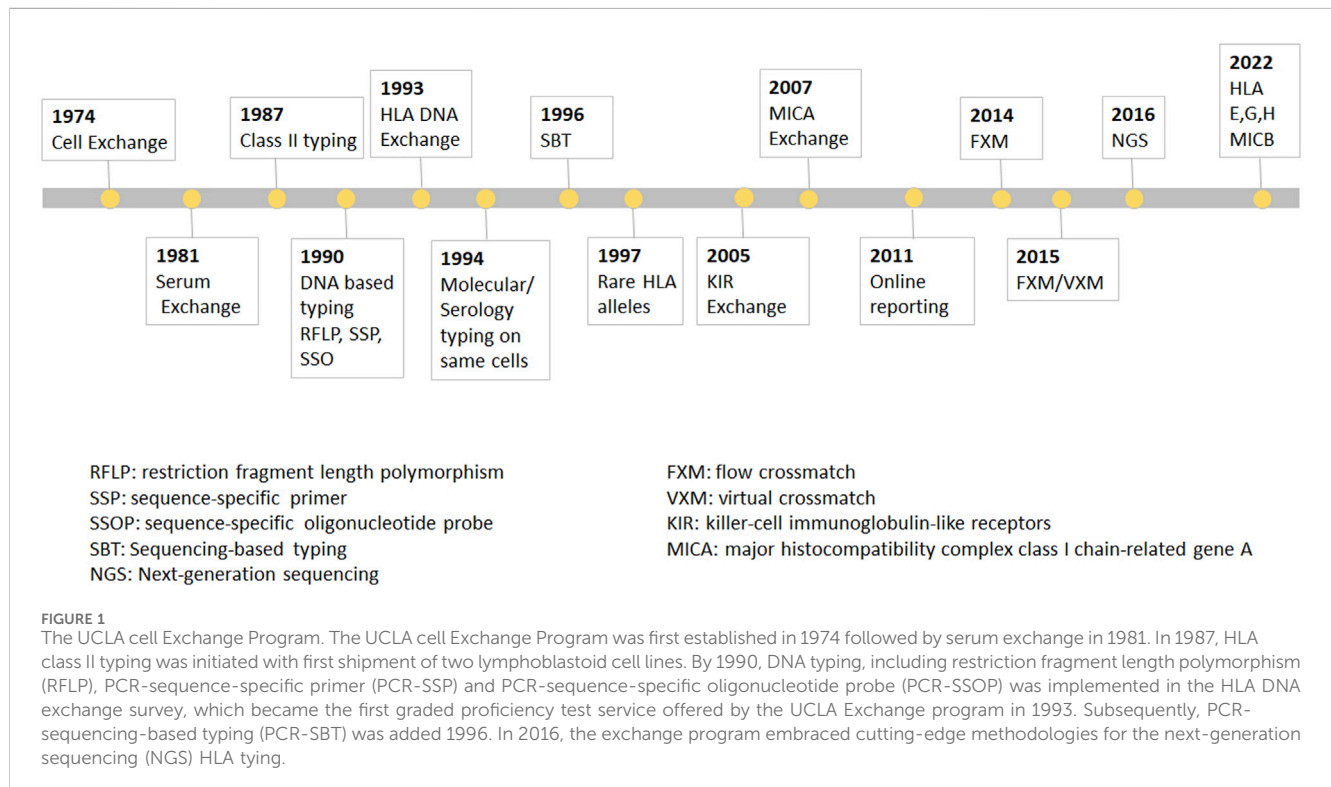 1974
Cell Exchange
1987
Class II typing
1993
HLA DNA
Exchange
1996
SBT
2007
MICA
Exchange
2014
FXM
2016
NGS
2022
HLA
E,G,H
MICB
1981
Serum
Exchange
1990
DNA based
typing
RFLP, SSP,
SSO
1994
Molecular/
Serology
typing on
same cells
1997
Rare HLA
alleles
2005
KIR
Exchange
2011
Online
reporting
2015
FXM/VXM
RFLP: restriction fragment length polymorphism
SSP: sequence-specific primer
SSOP: sequence-specific oligonucleotide probe
SBT: Sequencing-based typing
NGS: Next-generation sequencing
FXM: flow crossmatch
VXM: virtual crossmatch
KIR: killer-cell immunoglobulin-like receptors
MICA: major histocompatibility complex class I chain-related gene A
FIGURE 1
The UCLA cell Exchange Program. The UCLA cell Exchange Program was first established in 1974 followed by serum exchange in 1981. In 1987, HLA
class II typing was initiated with first shipment of two lymphoblastoid cell lines. By 1990, DNA typing, including restriction fragment length polymorphism
(RFLP), PCR-sequence-specific primer (PCR-SSP) and PCR-sequence-specific oligonucleotide probe (PCR-SSOP) was implemented in the HLA DNA
exchange survey, which became the first graded proficiency test service offered by the UCLA Exchange program in 1993. Subsequently, PCR-
sequencing-based typing (PCR-SBT) was added 1996. In 2016, the exchange program embraced cutting-edge methodologies for the next-generation
sequencing (NGS) HLA tying.